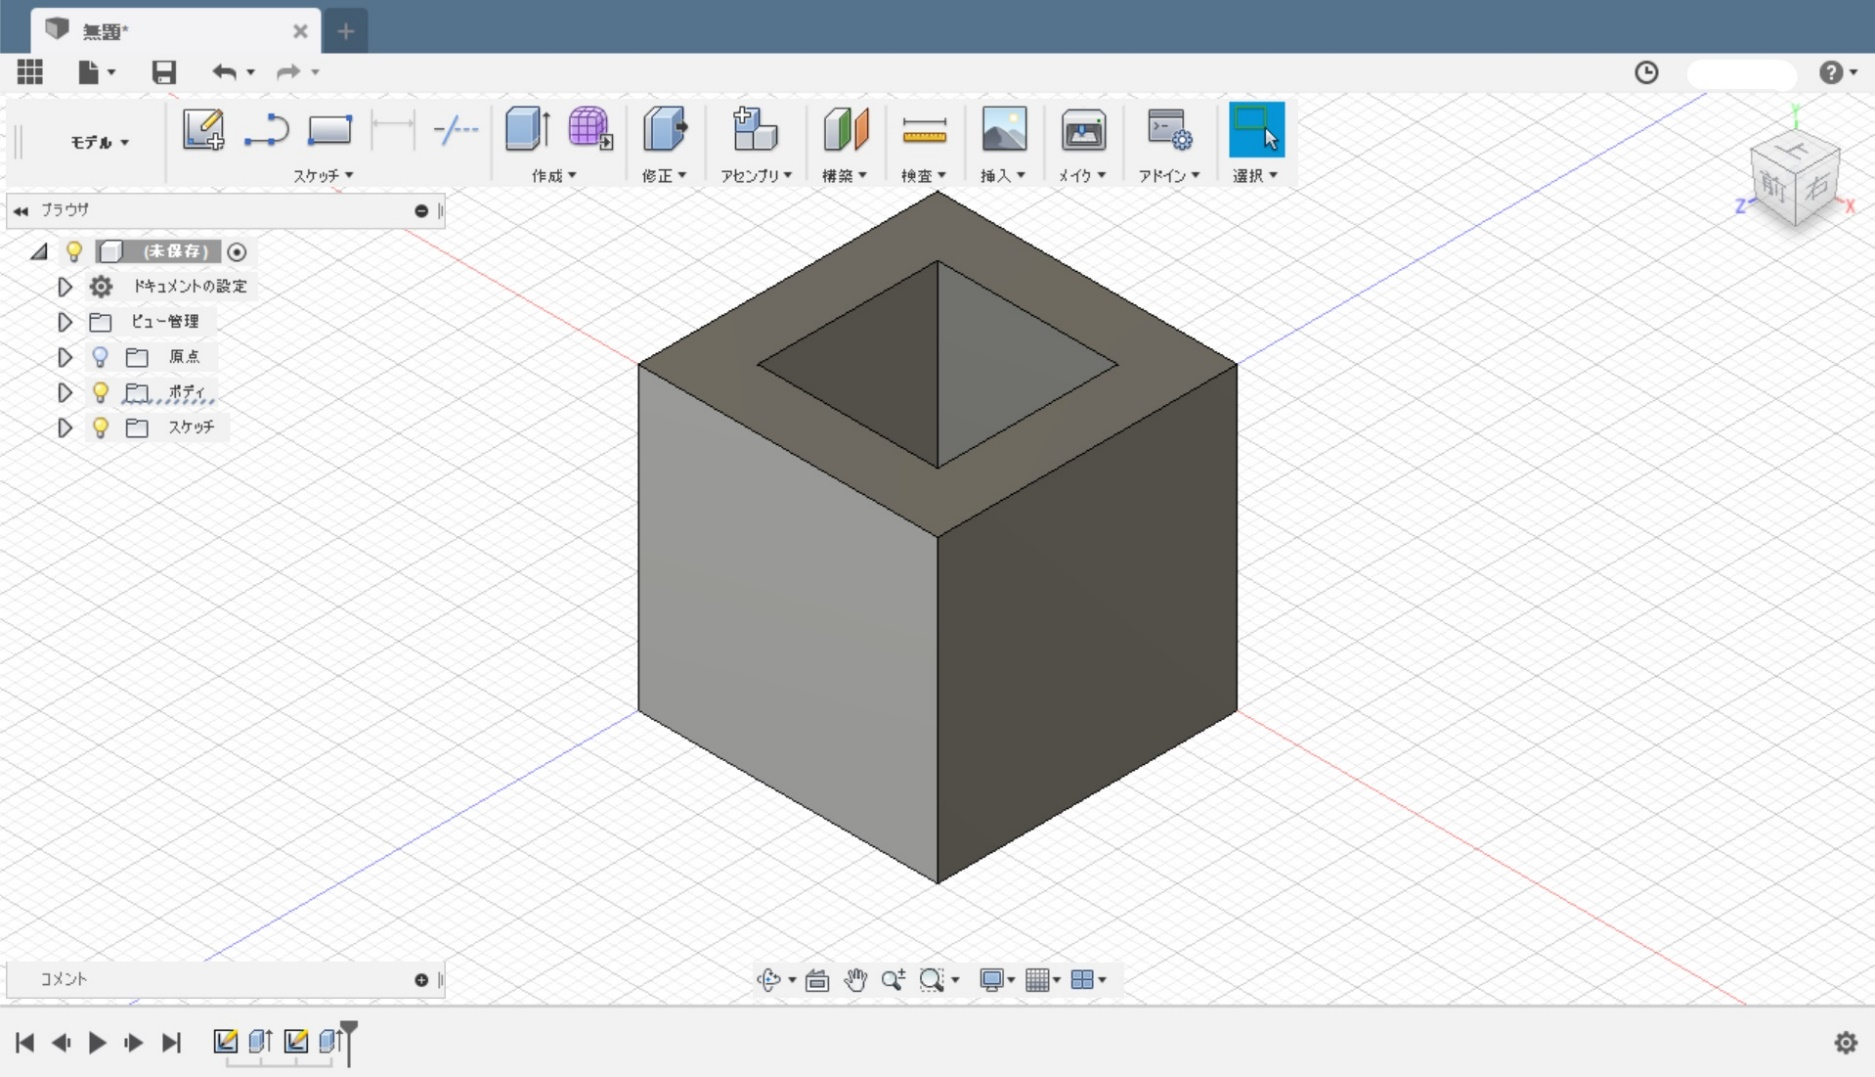 無題*
モデル
スケッチ
作成
修正
アセンブリ
構築
検査
挿入
メイク
アドイン
選択
ブラウザ
(未保存)
ドキュメントの設定
ビュー管理
原点
ボディ
スケッチ
上
前
右
Y
Z
X
コメント